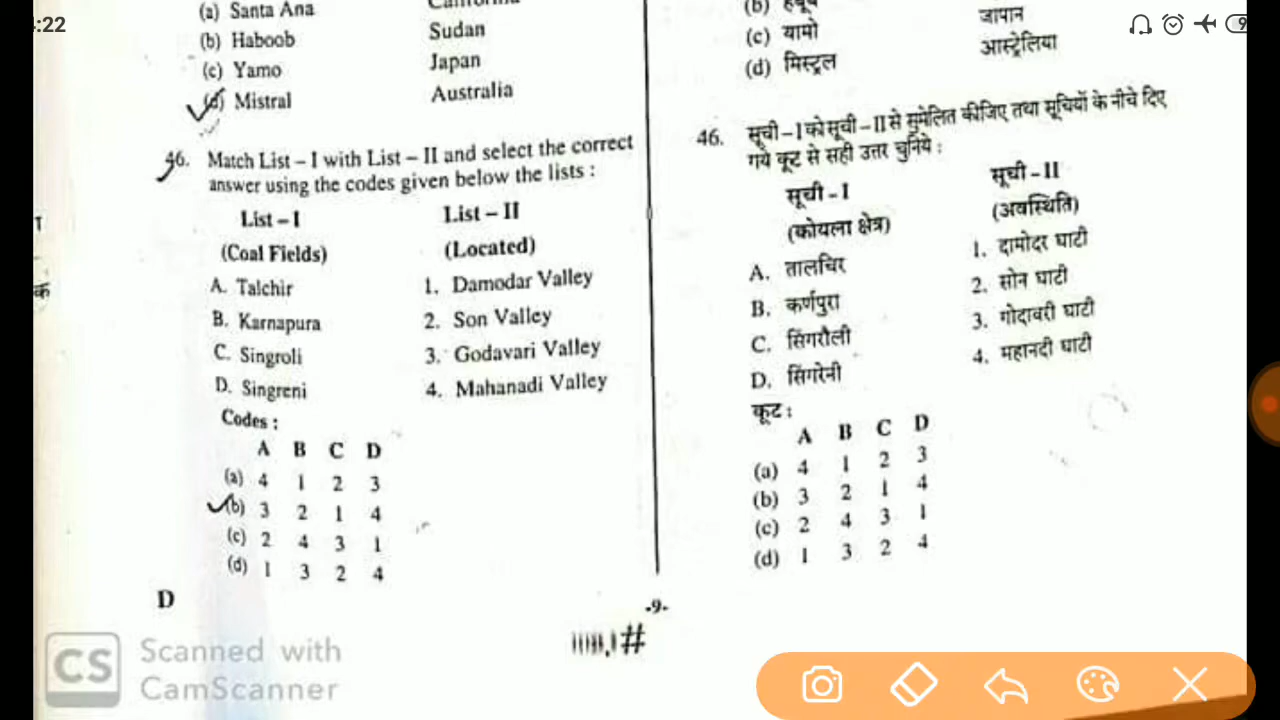 :22
(a) Santa Ana
(b) Haboob Sudan
(c) Yamo Japan
(d) Mistral Australia
46. Match List – I with List – II and select the correct
answer using the codes given below the lists :
List – I List – II
(Coal Fields) (Located)
A. Talchir 1. Damodar Valley
B. Karnapura 2. Son Valley
C. Singroli 3. Godavari Valley
D. Singreni 4. Mahanadi Valley
Codes :
A B C D
(a) 4 1 2 3
(b) 3 2 1 4
(c) 2 4 3 1
(d) 1 3 2 4
D
(b)
(c) यामो जापान
(d) मिस्ट्रल आस्ट्रेलिया
46. सूची – I को सूची – II से सुमेलित कीजिए तथा सूचियों के नीचे दिए
गये कूट से सही उत्तर चुनिये :
सूची - I सूची - II
(कोयला क्षेत्र) (अवस्थिति)
A. तालचिर 1. दामोदर घाटी
B. कर्णपुरा 2. सोन घाटी
C. सिंगरौली 3. गोदावरी घाटी
D. सिंगरेनी 4. महानदी घाटी
कूट :
A B C D
(a) 4 1 2 3
(b) 3 2 1 4
(c) 2 4 3 1
(d) 1 3 2 4
-9-
CS Scanned with
CamScanner